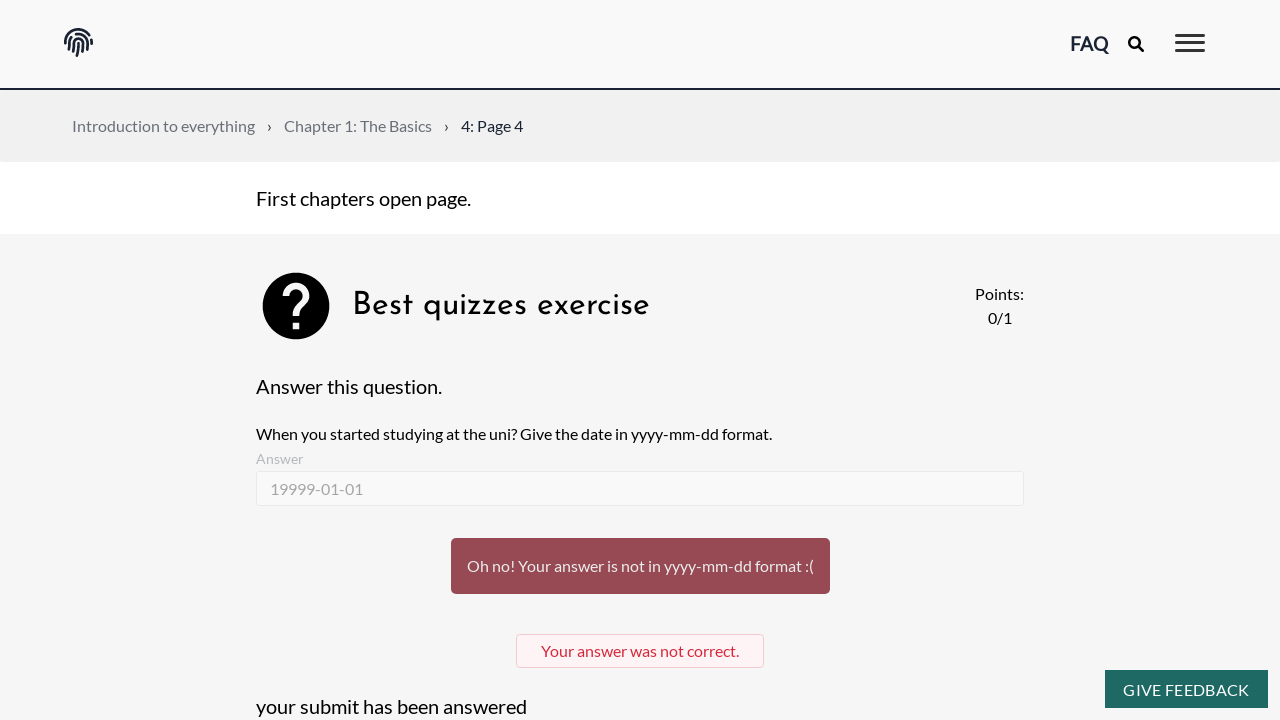 FAQ
Introduction to everything › Chapter 1: The Basics › 4: Page 4
First chapters open page.
Best quizzes exercise
Points:
0/1
Answer this question.
When you started studying at the uni? Give the date in yyyy-mm-dd format.
Answer
19999-01-01
Oh no! Your answer is not in yyyy-mm-dd format :(
Your answer was not correct.
your submit has been answered
GIVE FEEDBACK